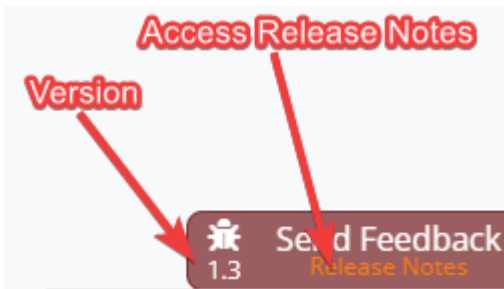 Access Release Notes
Version
Send Feedback
1.3
Release Notes